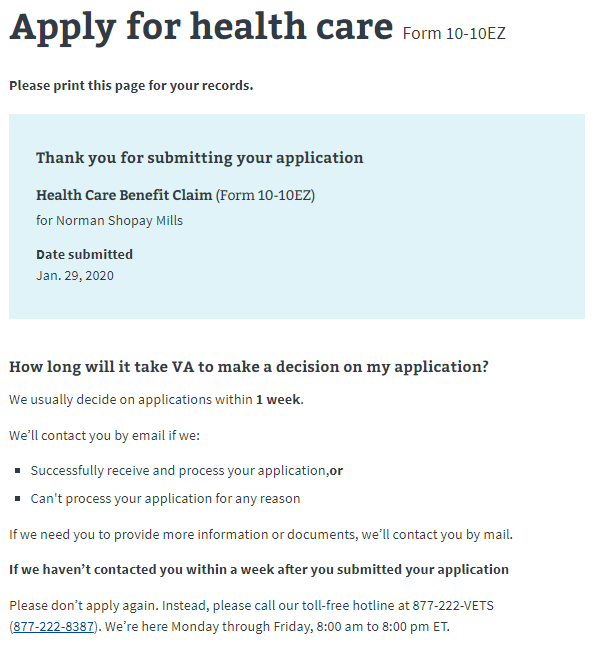 Apply for health care Form 10-10EZ
Please print this page for your records.
Thank you for submitting your application
Health Care Benefit Claim (Form 10-10EZ)
for Norman Shopay Mills
Date submitted
Jan. 29, 2020
How long will it take VA to make a decision on my application?
We usually decide on applications within 1 week.
We’ll contact you by email if we:
▪ Successfully receive and process your application,or
▪ Can't process your application for any reason
If we need you to provide more information or documents, we’ll contact you by mail.
If we haven’t contacted you within a week after you submitted your application
Please don’t apply again. Instead, please call our toll-free hotline at 877-222-VETS
(877-222-8387). We’re here Monday through Friday, 8:00 am to 8:00 pm ET.